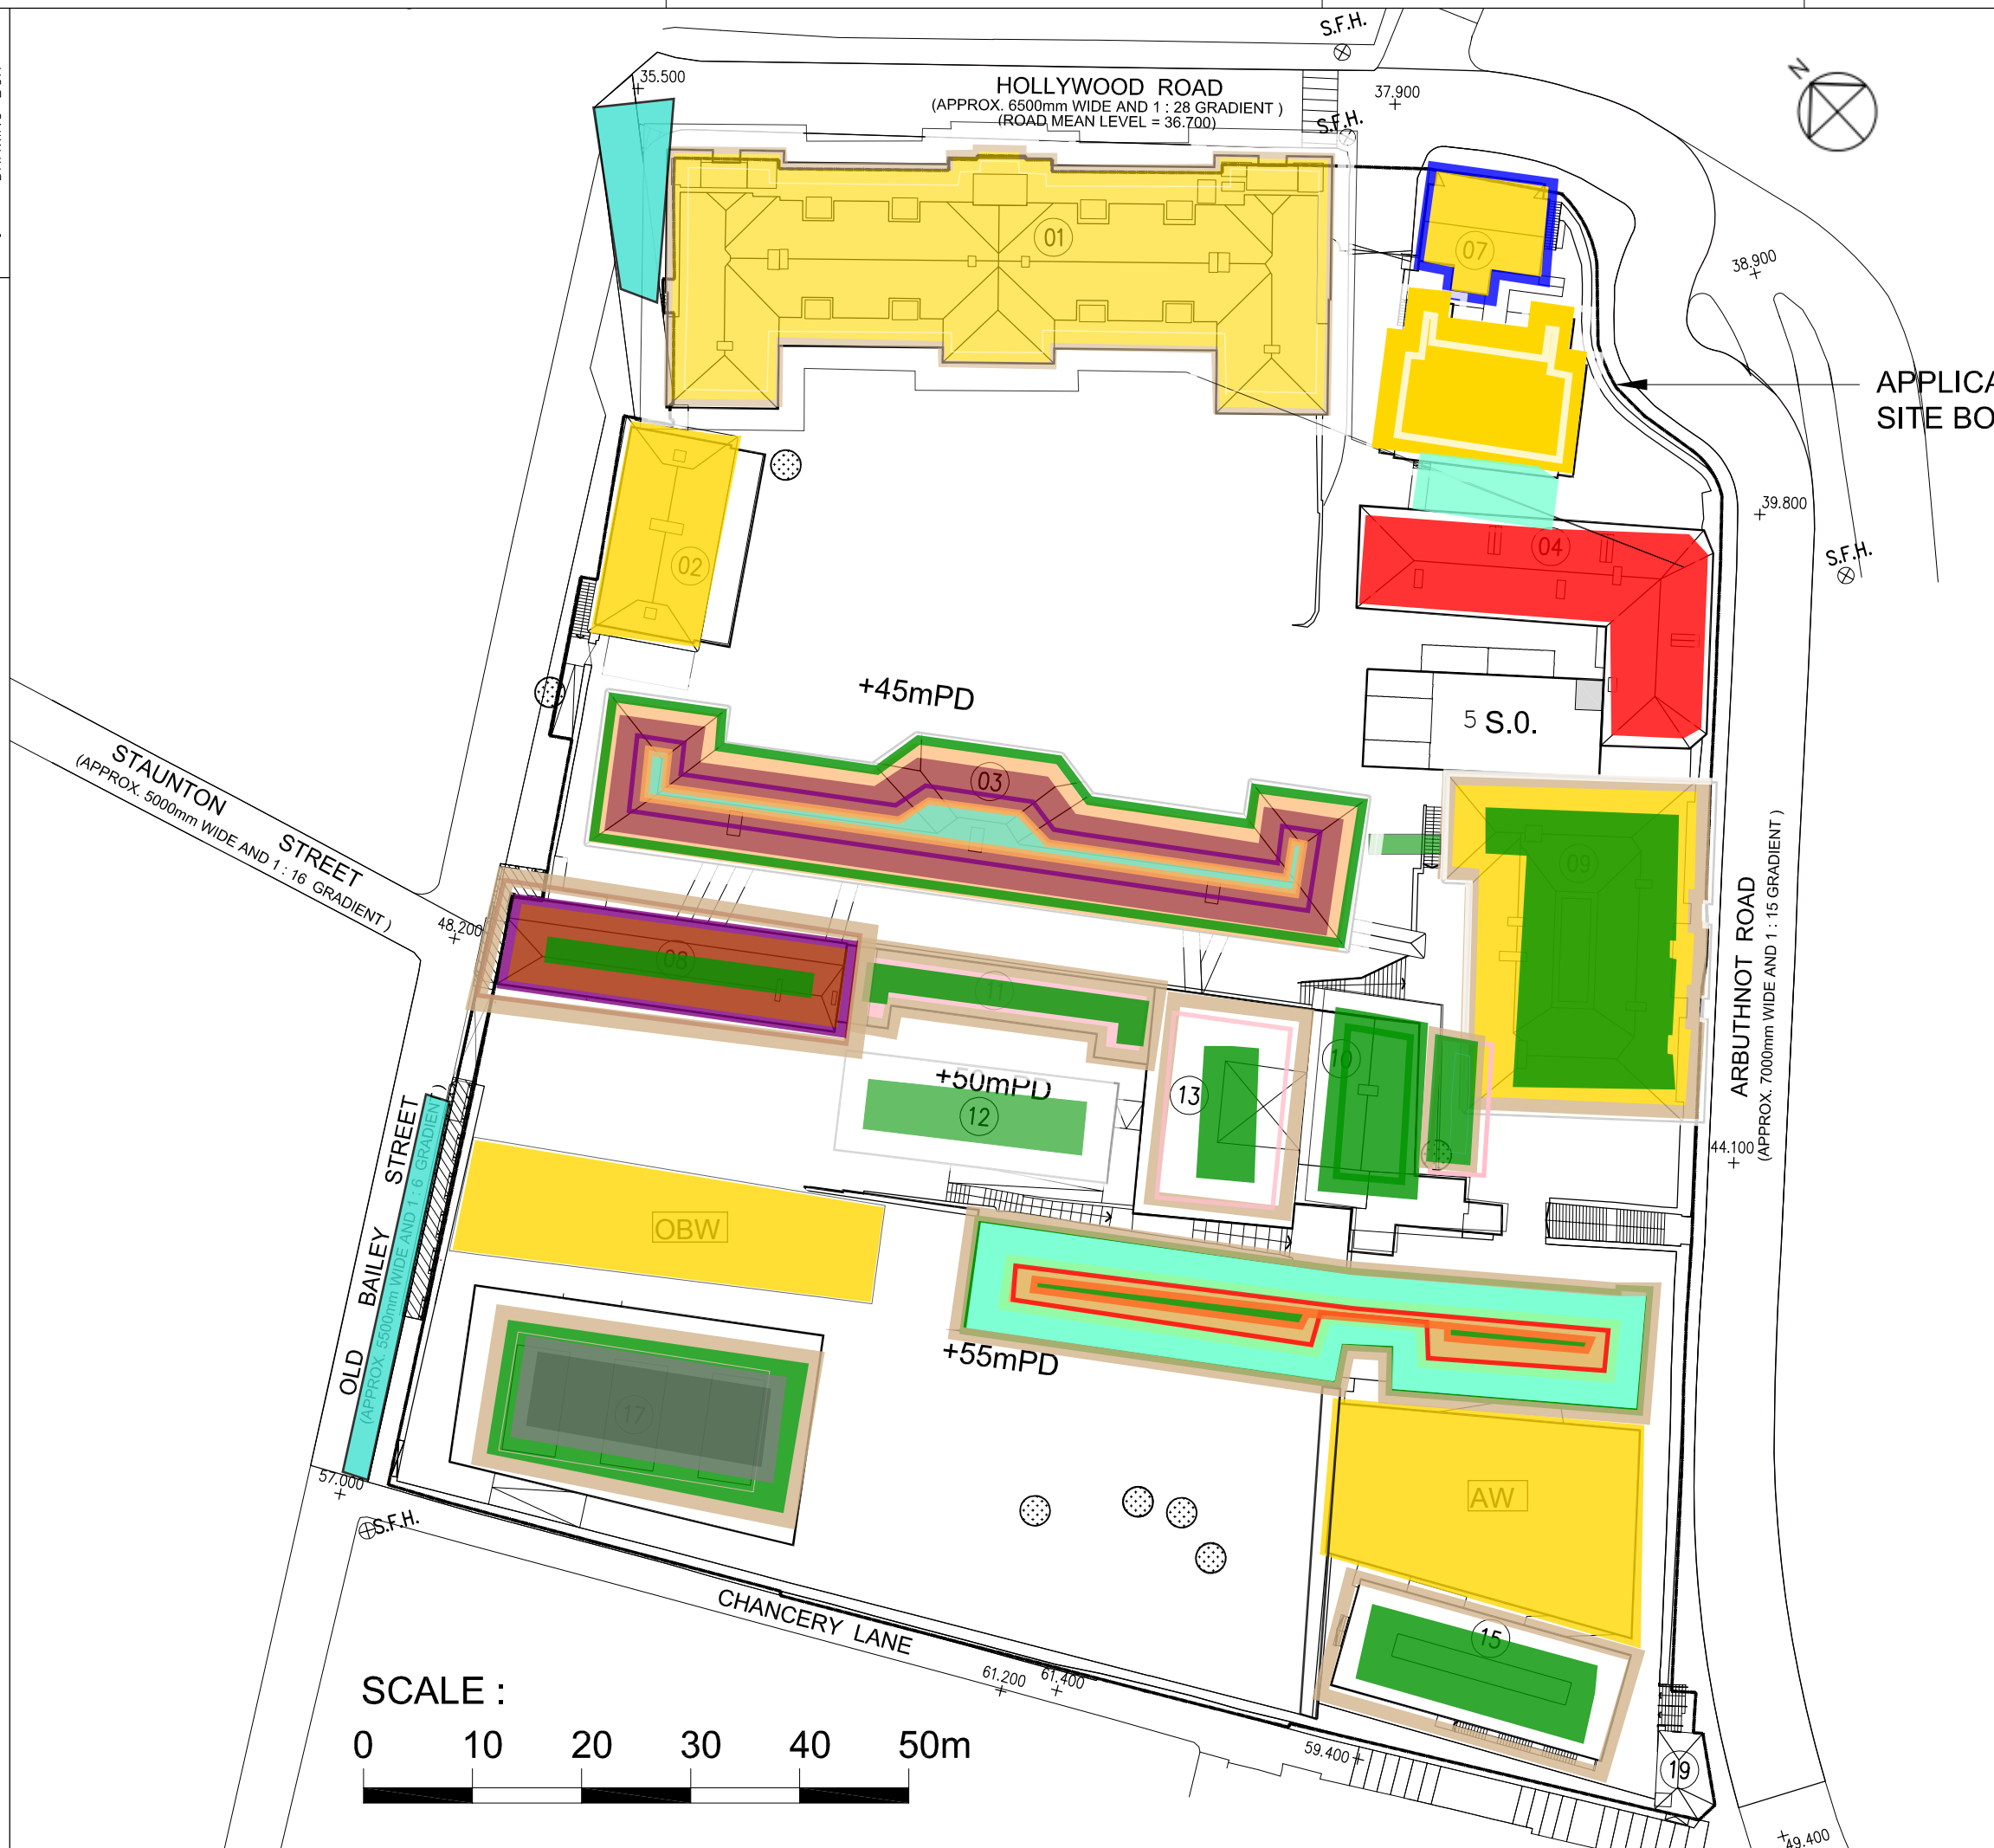 S.F.H.
35.500
HOLLYWOOD ROAD
(APPROX. 6500mm WIDE AND 1 : 28 GRADIENT )
(ROAD MEAN LEVEL = 36.700)
37.900
S.F.H.
N
01
07
38.900
APPLICA
SITE BO
39.800
S.F.H.
04
02
+45mPD
5 S.O.
STAUNTON STREET
(APPROX. 5000mm WIDE AND 1 : 16 GRADIENT )
03
09
48.200
08
11
ARBUTHNOT ROAD
(APPROX. 7000mm WIDE AND 1 : 15 GRADIENT )
+50mPD
12
13
10
44.100
OLD BAILEY STREET
(APPROX. 5500mm WIDE AND 1 : 6 GRADIENT )
OBW
+55mPD
17
AW
57.000
S.F.H.
CHANCERY LANE
15
61.200
61.400
SCALE :
0 10 20 30 40 50m
59.400
19
49.400